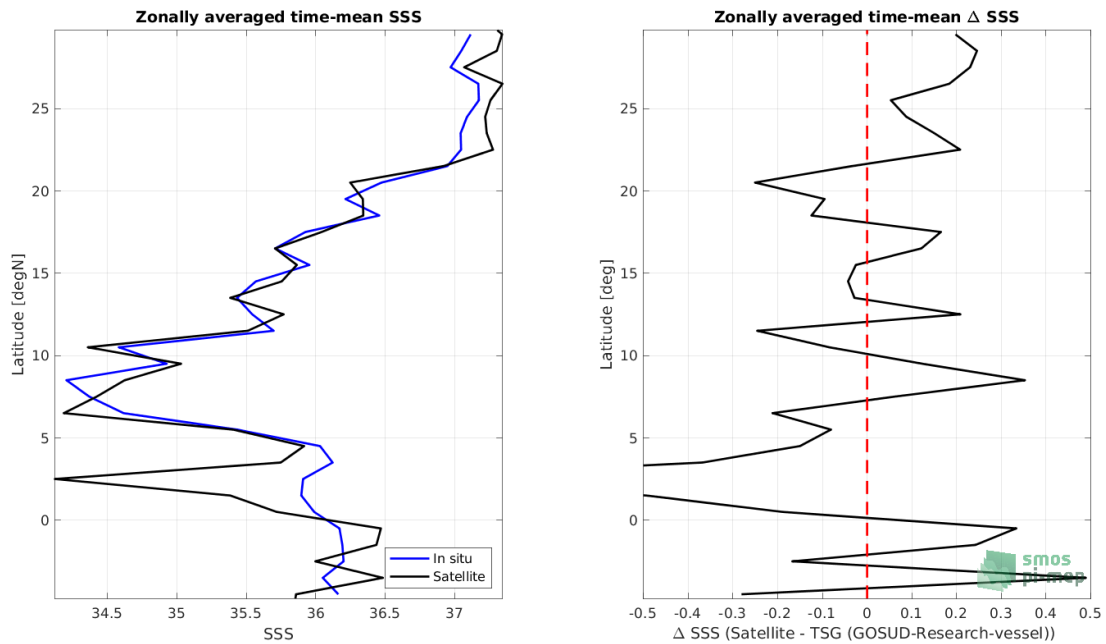 Zonally averaged time-mean SSS
25
20
15
10
5
0
Latitude [degN]
34.5
35
35.5
36
36.5
37
SSS
In situ
Satellite
Zonally averaged time-mean Δ SSS
25
20
15
10
5
0
Latitude [deg]
-0.5
-0.4
-0.3
-0.2
-0.1
0
0.1
0.2
0.3
0.4
0.5
Δ SSS (Satellite - TSG (GOSUD-Research-vessel))
smos
pi-mep